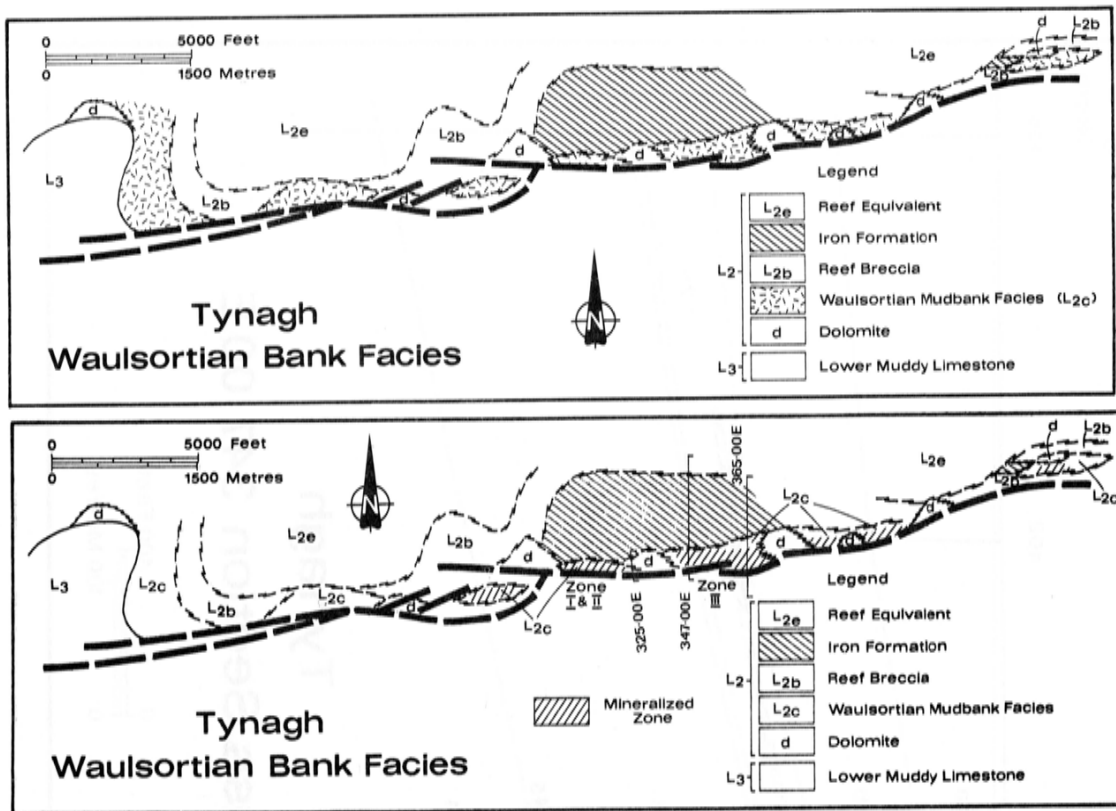 0 5000 Feet
0 1500 Metres
d
L3
L2e
L2b
L2b
d
d
d
d
d
d
L2e
d
L2b
L2b
N
Tynagh
Waulsortian Bank Facies
Legend
L2
L2e Reef Equivalent
Iron Formation
L2b Reef Breccia
Waulsortian Mudbank Facies (L2c)
d Dolomite
L3 Lower Muddy Limestone
0 5000 Feet
0 1500 Metres
N
d
L3
L2c
L2e
L2b
L2c
L2b
d
d
L2c
Zone
I & II
d
325·00E
347·00E
365·00E
Zone
III
L2c
d
d
d
L2e
d
L2b
L2b
L2c
Tynagh
Waulsortian Bank Facies
Mineralized
Zone
Legend
L2
L2e Reef Equivalent
Iron Formation
L2b Reef Breccia
L2c Waulsortian Mudbank Facies
d Dolomite
L3 Lower Muddy Limestone